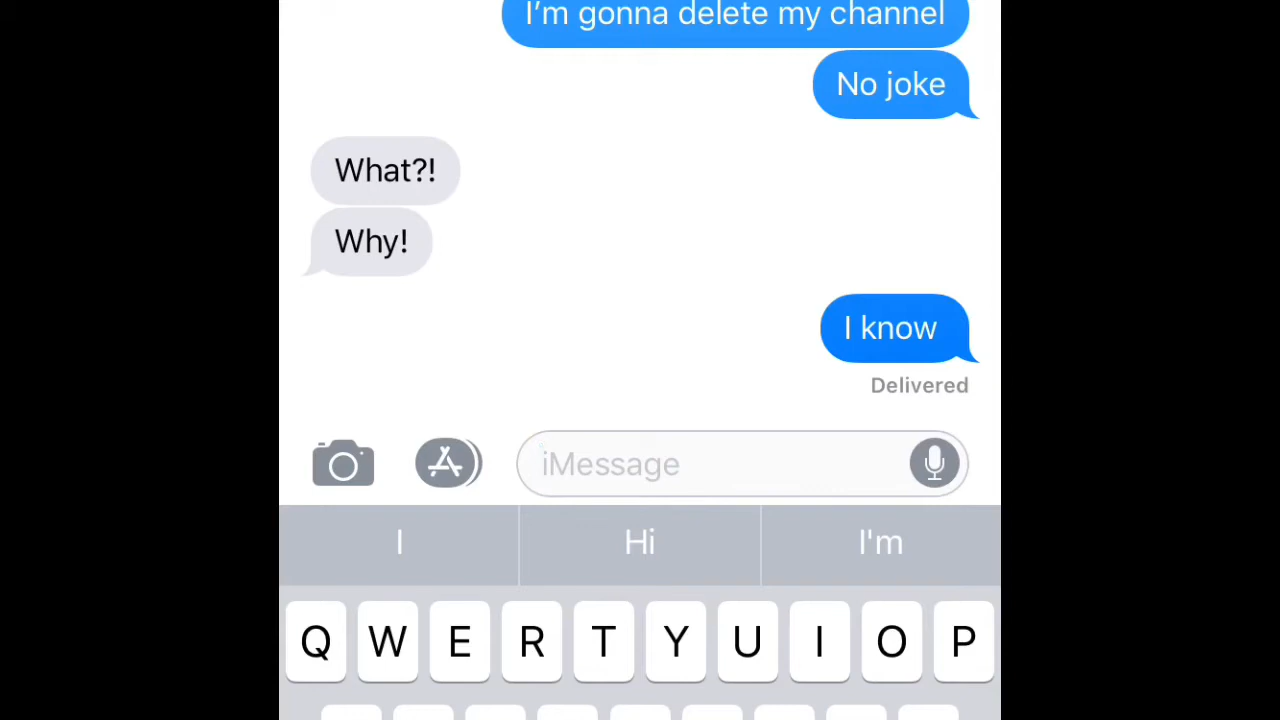 I'm gonna delete my channel
No joke
What?!
Why!
I know
Delivered
iMessage
I Hi I'm
Q W E R T Y U I O P